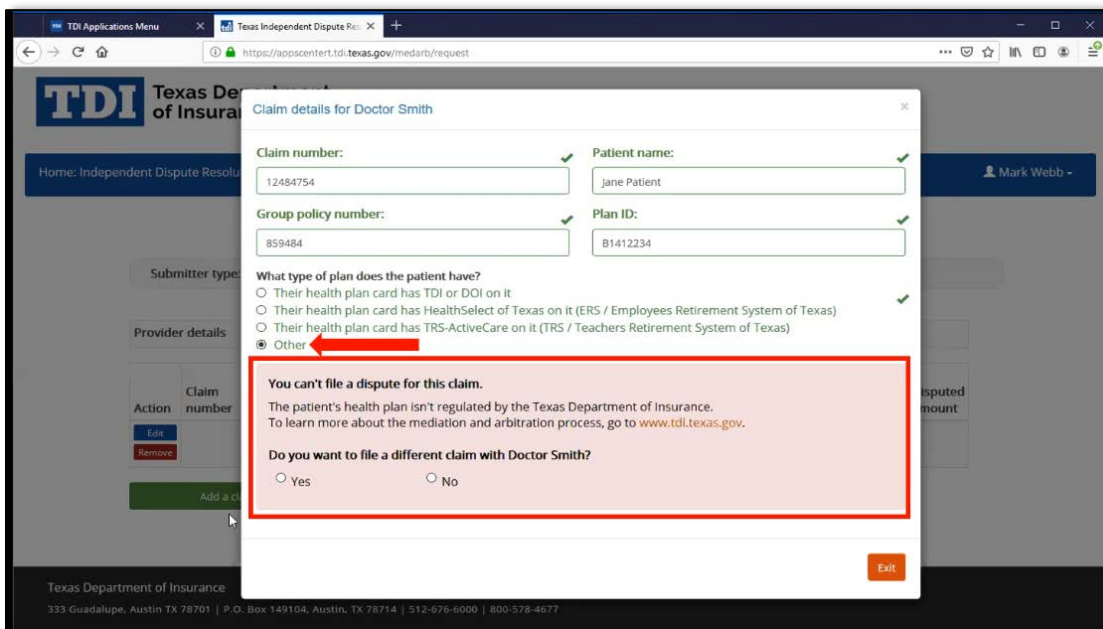 TDI Applications Menu
Texas Independent Dispute Res
https://appscentert.tdi.texas.gov/medarb/request
TDI
Texas De
of Insura
Claim details for Doctor Smith
Home: Independent Dispute Resolu
Mark Webb
Claim number:
Patient name:
12484754
Jane Patient
Group policy number:
Plan ID:
859484
B1412234
Submitter type:
What type of plan does the patient have?
Their health plan card has TDI or DOI on it
Their health plan card has HealthSelect of Texas on it (ERS / Employees Retirement System of Texas)
Their health plan card has TRS-ActiveCare on it (TRS / Teachers Retirement System of Texas)
Other
Provider details
You can't file a dispute for this claim.
The patient's health plan isn't regulated by the Texas Department of Insurance.
To learn more about the mediation and arbitration process, go to www.tdi.texas.gov.
Action
Claim
number
isputed
mount
Edit
Remove
Do you want to file a different claim with Doctor Smith?
Yes
No
Add a cl
Exit
Texas Department of Insurance
333 Guadalupe, Austin TX 78701 | P.O. Box 149104, Austin, TX 78714 | 512-676-6000 | 800-578-4677